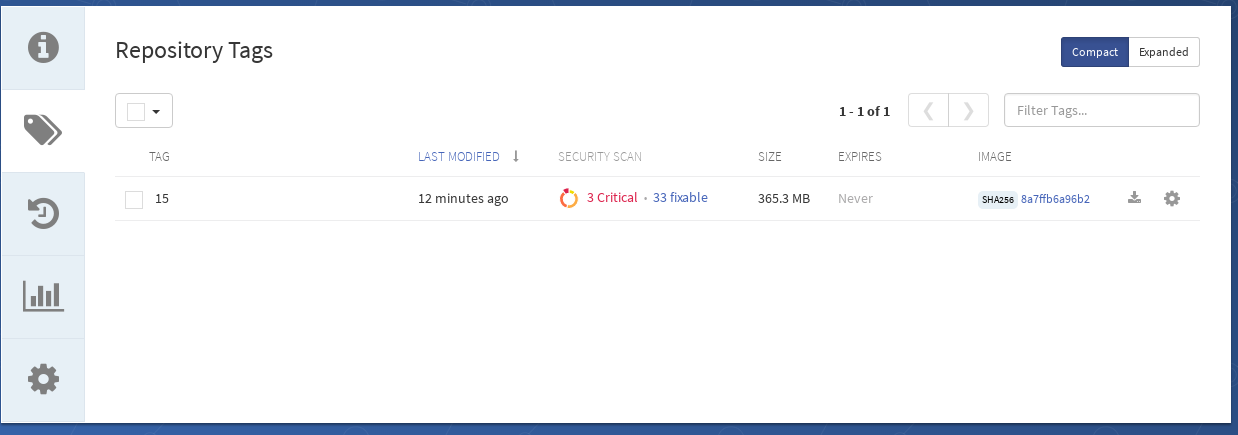 Repository Tags
Compact Expanded
1 - 1 of 1 Filter Tags...
TAG LAST MODIFIED SECURITY SCAN SIZE EXPIRES IMAGE
15 12 minutes ago 3 Critical • 33 fixable 365.3 MB Never SHA256 8a7ffb6a96b2